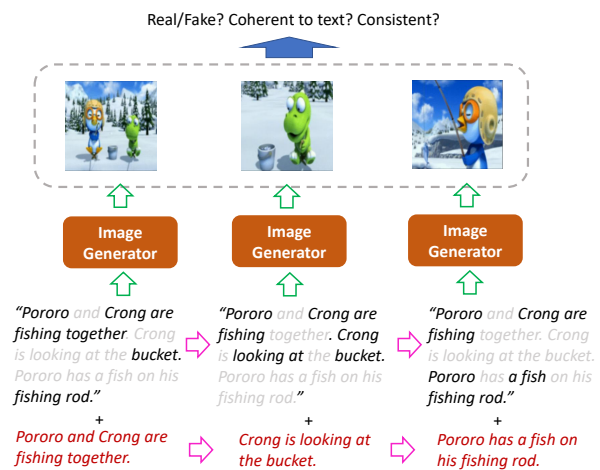 Real/Fake? Coherent to text? Consistent?
Image
Generator
Image
Generator
Image
Generator
“Pororo and Crong are
fishing together. Crong
is looking at the bucket.
Pororo has a fish on his
fishing rod.”
+
Pororo and Crong are
fishing together.
“Pororo and Crong are
fishing together. Crong
is looking at the bucket.
Pororo has a fish on his
fishing rod.”
+
Crong is looking at
the bucket.
“Pororo and Crong are
fishing together. Crong
is looking at the bucket.
Pororo has a fish on his
fishing rod.”
+
Pororo has a fish on
his fishing rod.